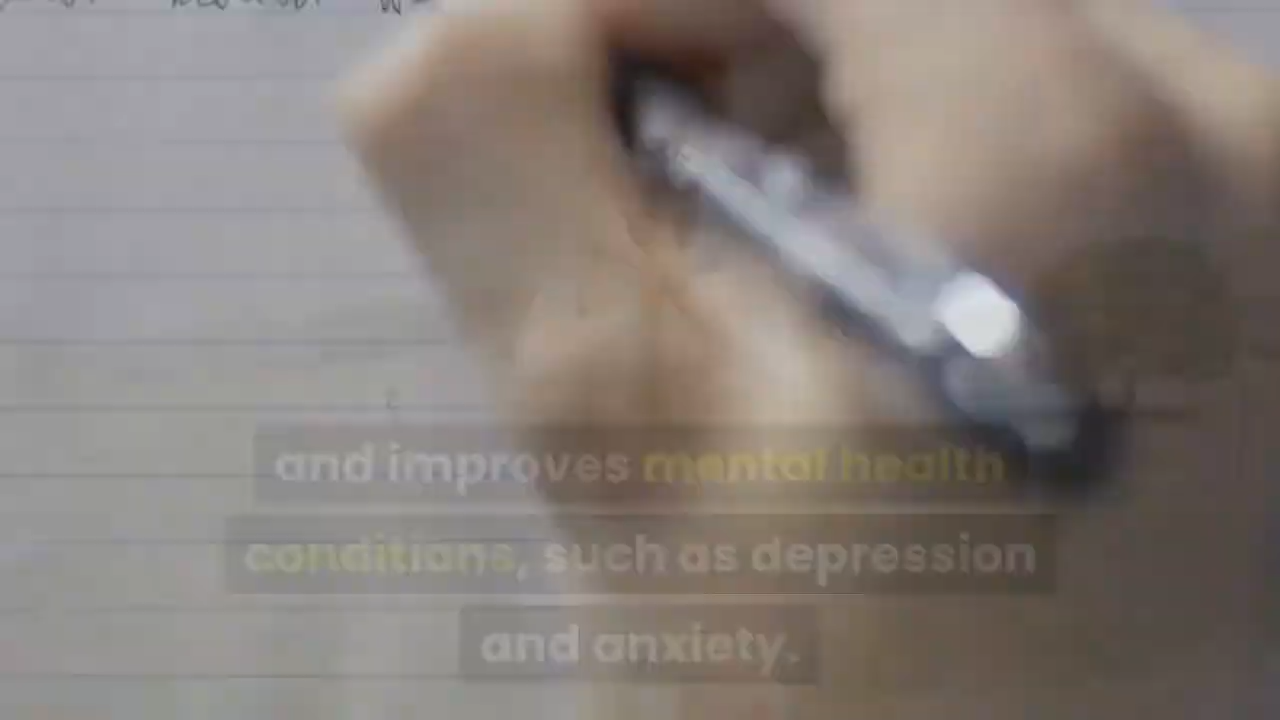 and improves mental health
conditions, such as depression
and anxiety.